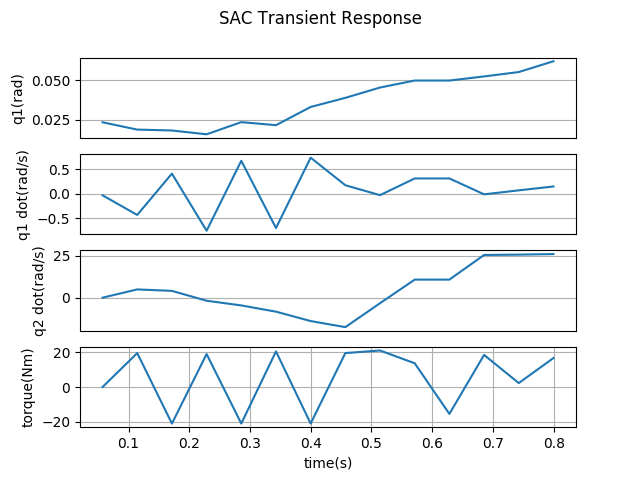 SAC Transient Response
q1(rad)
0.050
0.025
q1 dot(rad/s)
0.5
0.0
−0.5
q2 dot(rad/s)
25
0
torque(Nm)
20
0
−20
0.1 0.2 0.3 0.4 0.5 0.6 0.7 0.8
time(s)